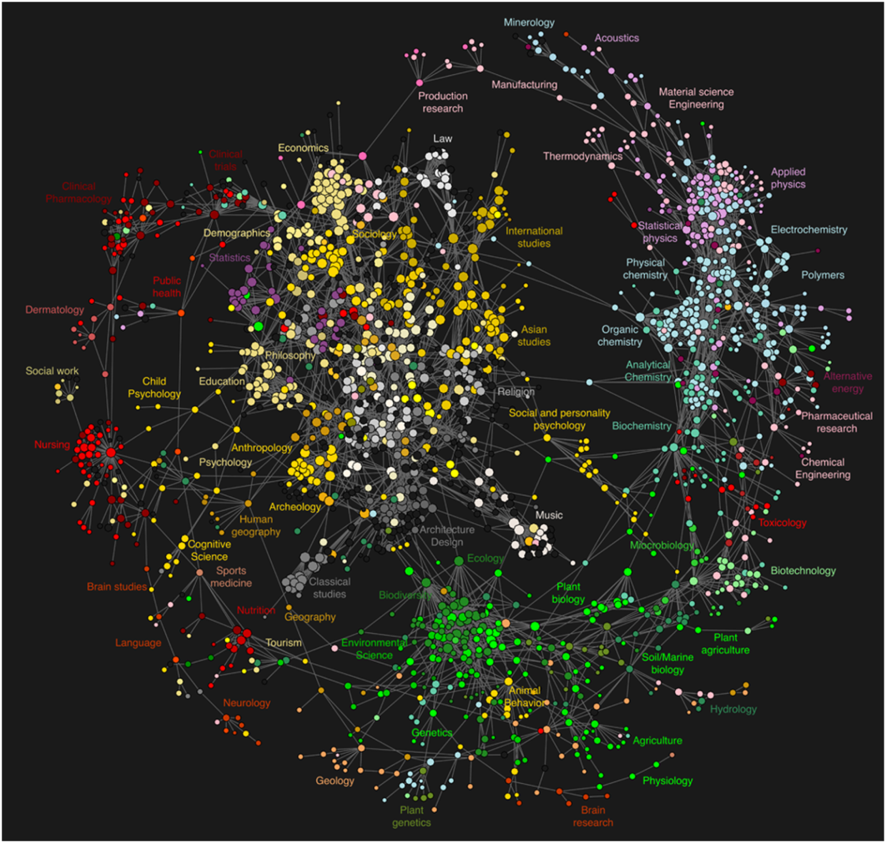 Minerology
Acoustics
Production
research
Manufacturing
Material science
Engineering
Law
Economics
Thermodynamics
Clinical
trials
Applied
physics
Clinical
Pharmacology
Demographics
Sociology
International
studies
Statistical
physics
Electrochemistry
Statistics
Physical
chemistry
Polymers
Public
health
Dermatology
Organic
chemistry
Asian
studies
Philosophy
Social work
Child
Psychology
Education
Religion
Analytical
Chemistry
Alternative
energy
Social and personality
psychology
Biochemistry
Pharmaceutical
research
Nursing
Anthropology
Psychology
Chemical
Engineering
Archeology
Human
geography
Music
Toxicology
Architecture
Design
Cognitive
Science
Mocrobiology
Ecology
Sports
medicine
Biotechnology
Brain studies
Classical
studies
Biodiversity
Plant
biology
Nutrition
Geography
Language
Tourism
Environmental
Science
Plant
agriculture
Soil/Marine
biology
Animal
Behavior
Neurology
Hydrology
Genetics
Agriculture
Geology
Physiology
Plant
genetics
Brain
research